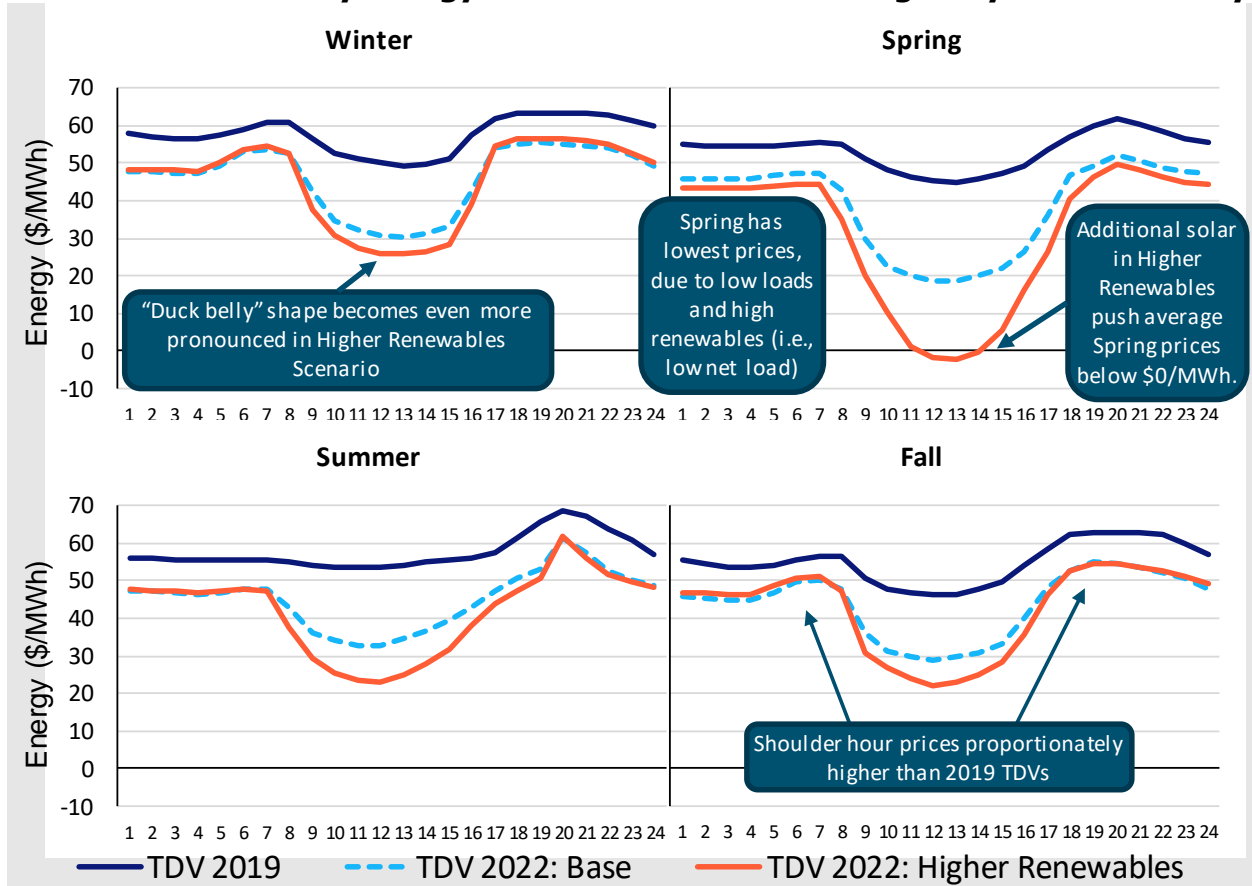 Winter
Spring
70
60
50
40
30
20
10
0
-10
Energy ($/MWh)
"Duck belly" shape becomes even more
pronounced in Higher Renewables
Scenario
Spring has
lowest prices,
due to low loads
and high
renewables (i.e.,
low net load)
Additional solar
in Higher
Renewables
push average
Spring prices
below $0/MWh.
1 2 3 4 5 6 7 8 9 10 11 12 13 14 15 16 17 18 19 20 21 22 23 24
1 2 3 4 5 6 7 8 9 10 11 12 13 14 15 16 17 18 19 20 21 22 23 24
Summer
Fall
70
60
50
40
30
20
10
0
-10
Energy ($/MWh)
Shoulder hour prices proportionately
higher than 2019 TDVs
1 2 3 4 5 6 7 8 9 10 11 12 13 14 15 16 17 18 19 20 21 22 23 24
1 2 3 4 5 6 7 8 9 10 11 12 13 14 15 16 17 18 19 20 21 22 23 24
TDV 2019 TDV 2022: Base TDV 2022: Higher Renewables